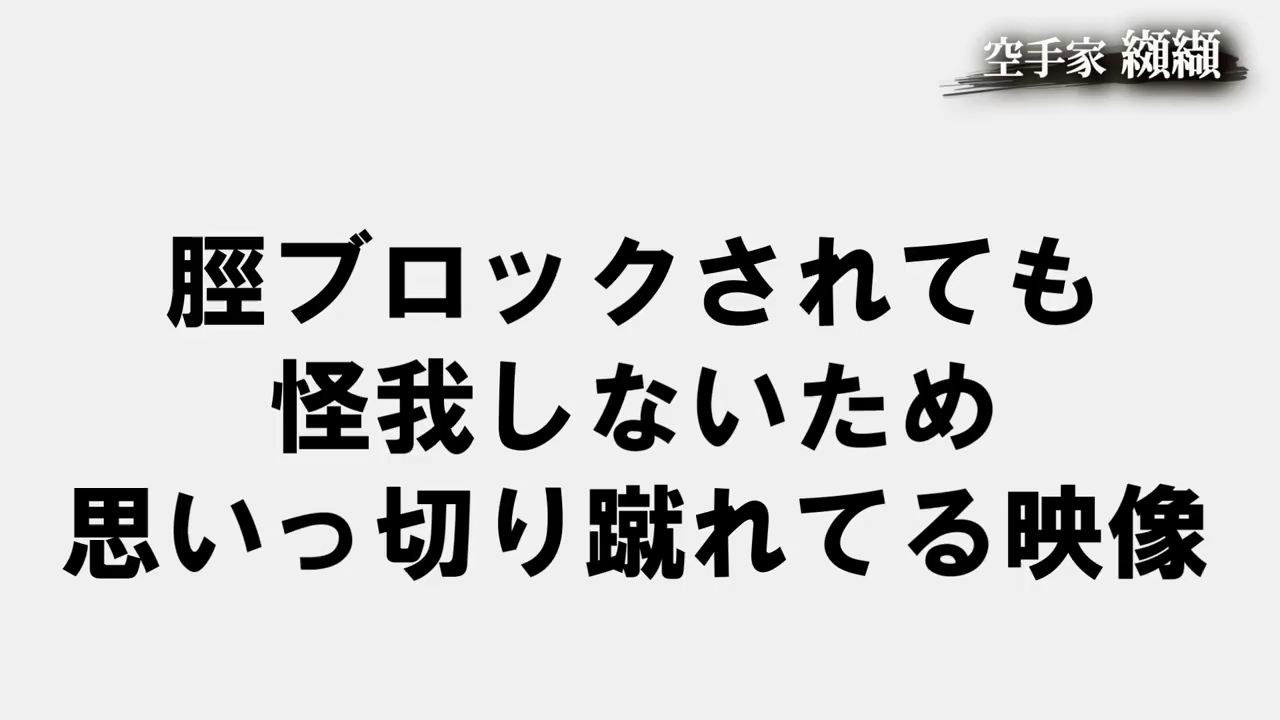 空手家 纐纈
脛ブロックされても
怪我しないため
思いっ切り蹴れてる映像